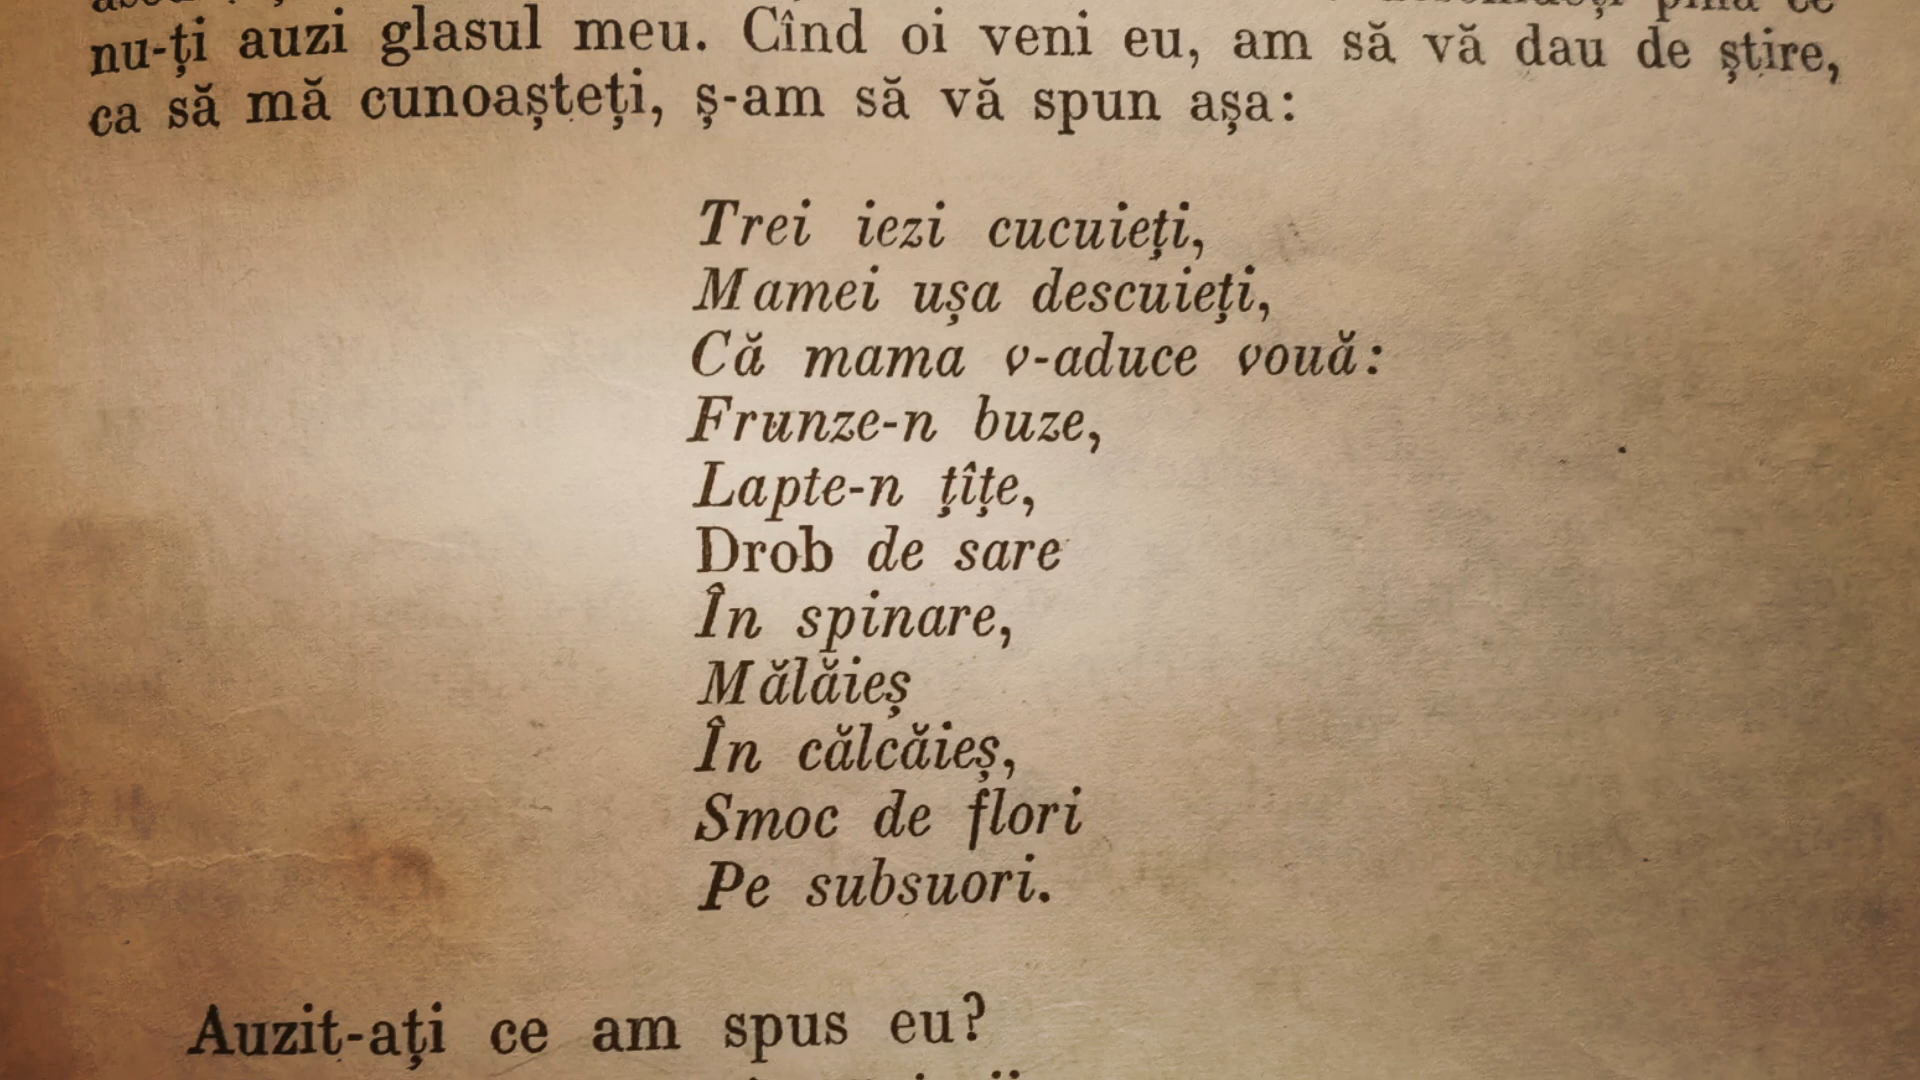 nu-ți auzi glasul meu. Cînd oi veni eu, am să vă dau de știre,
ca să mă cunoașteți, ș-am să vă spun așa:
Trei iezi cucuieți,
Mamei ușa descuieți,
Că mama v-aduce vouă:
Frunze-n buze,
Lapte-n țîțe,
Drob de sare
În spinare,
Mălăieș
În călcăieș,
Smoc de flori
Pe subsuori.
Auzit-ați ce am spus eu?